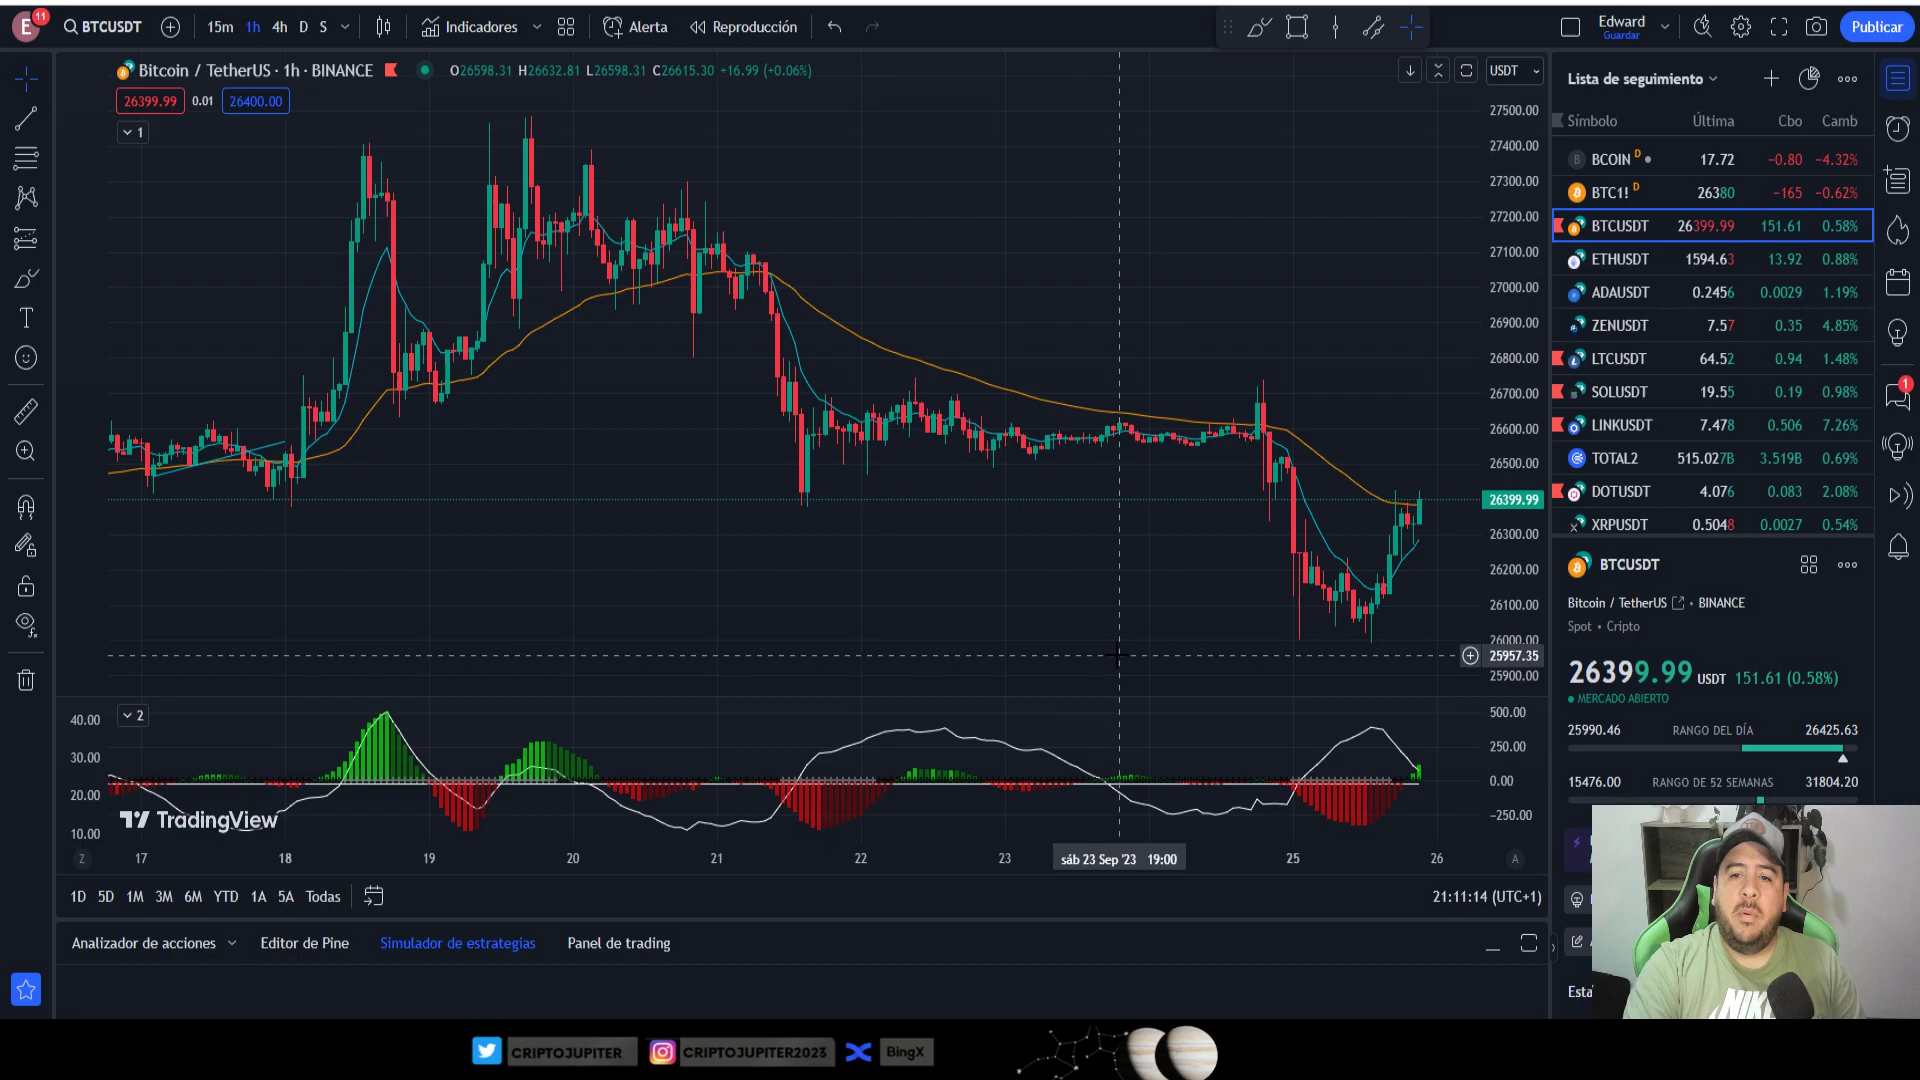 E 11 BTCUSDT 15m 1h 4h D S Indicadores Alerta Reproducción Edward Guardar Publicar
Bitcoin / TetherUS · 1h · BINANCE O26598.31 H26632.81 L26598.31 C26615.30 +16.99 (+0.06%) USDT
26399.99 0.01 26400.00
1
27500.00
27400.00
27300.00
27200.00
27100.00
27000.00
26900.00
26800.00
26700.00
26600.00
26500.00
26399.99
26300.00
26200.00
26100.00
26000.00
25957.35
25900.00
2
40.00
30.00
20.00
10.00
500.00
250.00
0.00
−250.00
TradingView
Z 17 18 19 20 21 22 23 sáb 23 Sep '23 19:00 25 26 A
1D 5D 1M 3M 6M YTD 1A 5A Todas 21:11:14 (UTC+1)
Analizador de acciones Editor de Pine Simulador de estrategias Panel de trading
Lista de seguimiento
Símbolo Última Cbo Camb
BCOIN D 17.72 −0.80 −4.32%
BTC1! D 26380 −165 −0.62%
BTCUSDT 26399.99 151.61 0.58%
ETHUSDT 1594.63 13.92 0.88%
ADAUSDT 0.2456 0.0029 1.19%
ZENUSDT 7.57 0.35 4.85%
LTCUSDT 64.52 0.94 1.48%
SOLUSDT 19.55 0.19 0.98%
LINKUSDT 7.478 0.506 7.26%
TOTAL2 515.027B 3.519B 0.69%
DOTUSDT 4.076 0.083 2.08%
XRPUSDT 0.5048 0.0027 0.54%
1
BTCUSDT
Bitcoin / TetherUS • BINANCE
Spot • Cripto
26399.99 USDT 151.61 (0.58%)
MERCADO ABIERTO
25990.46 RANGO DEL DÍA 26425.63
15476.00 RANGO DE 52 SEMANAS 31804.20
Esta
NIKE
CRIPTOJUPITER CRIPTOJUPITER2023 BingX